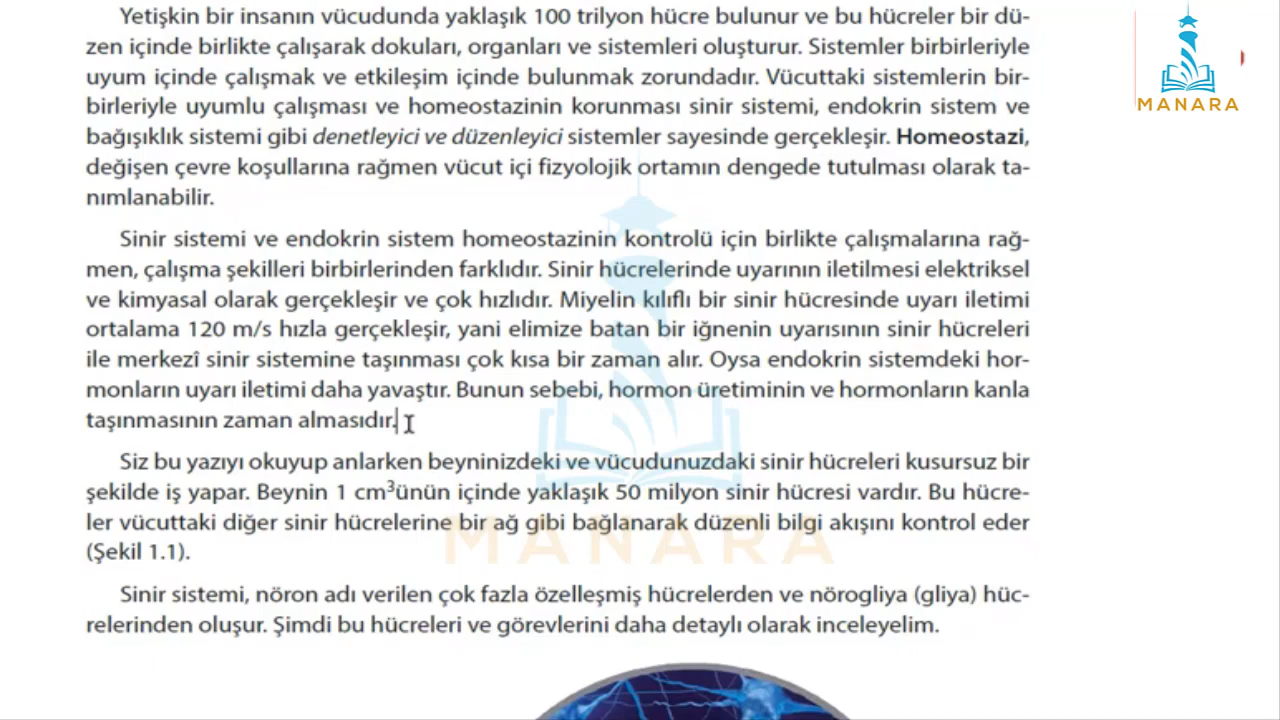 Yetişkin bir insanın vücudunda yaklaşık 100 trilyon hücre bulunur ve bu hücreler bir dü-
zen içinde birlikte çalışarak dokuları, organları ve sistemleri oluşturur. Sistemler birbirleriyle
uyum içinde çalışmak ve etkileşim içinde bulunmak zorundadır. Vücuttaki sistemlerin bir-
birleriyle uyumlu çalışması ve homeostazinin korunması sinir sistemi, endokrin sistem ve
bağışıklık sistemi gibi denetleyici ve düzenleyici sistemler sayesinde gerçekleşir. Homeostazi,
değişen çevre koşullarına rağmen vücut içi fizyolojik ortamın dengede tutulması olarak ta-
nımlanabilir.
Sinir sistemi ve endokrin sistem homeostazinin kontrolü için birlikte çalışmalarına rağ-
men, çalışma şekilleri birbirlerinden farklıdır. Sinir hücrelerinde uyarının iletilmesi elektriksel
ve kimyasal olarak gerçekleşir ve çok hızlıdır. Miyelin kılıflı bir sinir hücresinde uyarı iletimi
ortalama 120 m/s hızla gerçekleşir, yani elimize batan bir iğnenin uyarısının sinir hücreleri
ile merkezî sinir sistemine taşınması çok kısa bir zaman alır. Oysa endokrin sistemdeki hor-
monların uyarı iletimi daha yavaştır. Bunun sebebi, hormon üretiminin ve hormonların kanla
taşınmasının zaman almasıdır.
Siz bu yazıyı okuyup anlarken beyninizdeki ve vücudunuzdaki sinir hücreleri kusursuz bir
şekilde iş yapar. Beynin 1 cm³ünün içinde yaklaşık 50 milyon sinir hücresi vardır. Bu hücre-
ler vücuttaki diğer sinir hücrelerine bir ağ gibi bağlanarak düzenli bilgi akışını kontrol eder
(Şekil 1.1).
Sinir sistemi, nöron adı verilen çok fazla özelleşmiş hücrelerden ve nörogliya (gliya) hüc-
relerinden oluşur. Şimdi bu hücreleri ve görevlerini daha detaylı olarak inceleyelim.
MANARA
MANARA